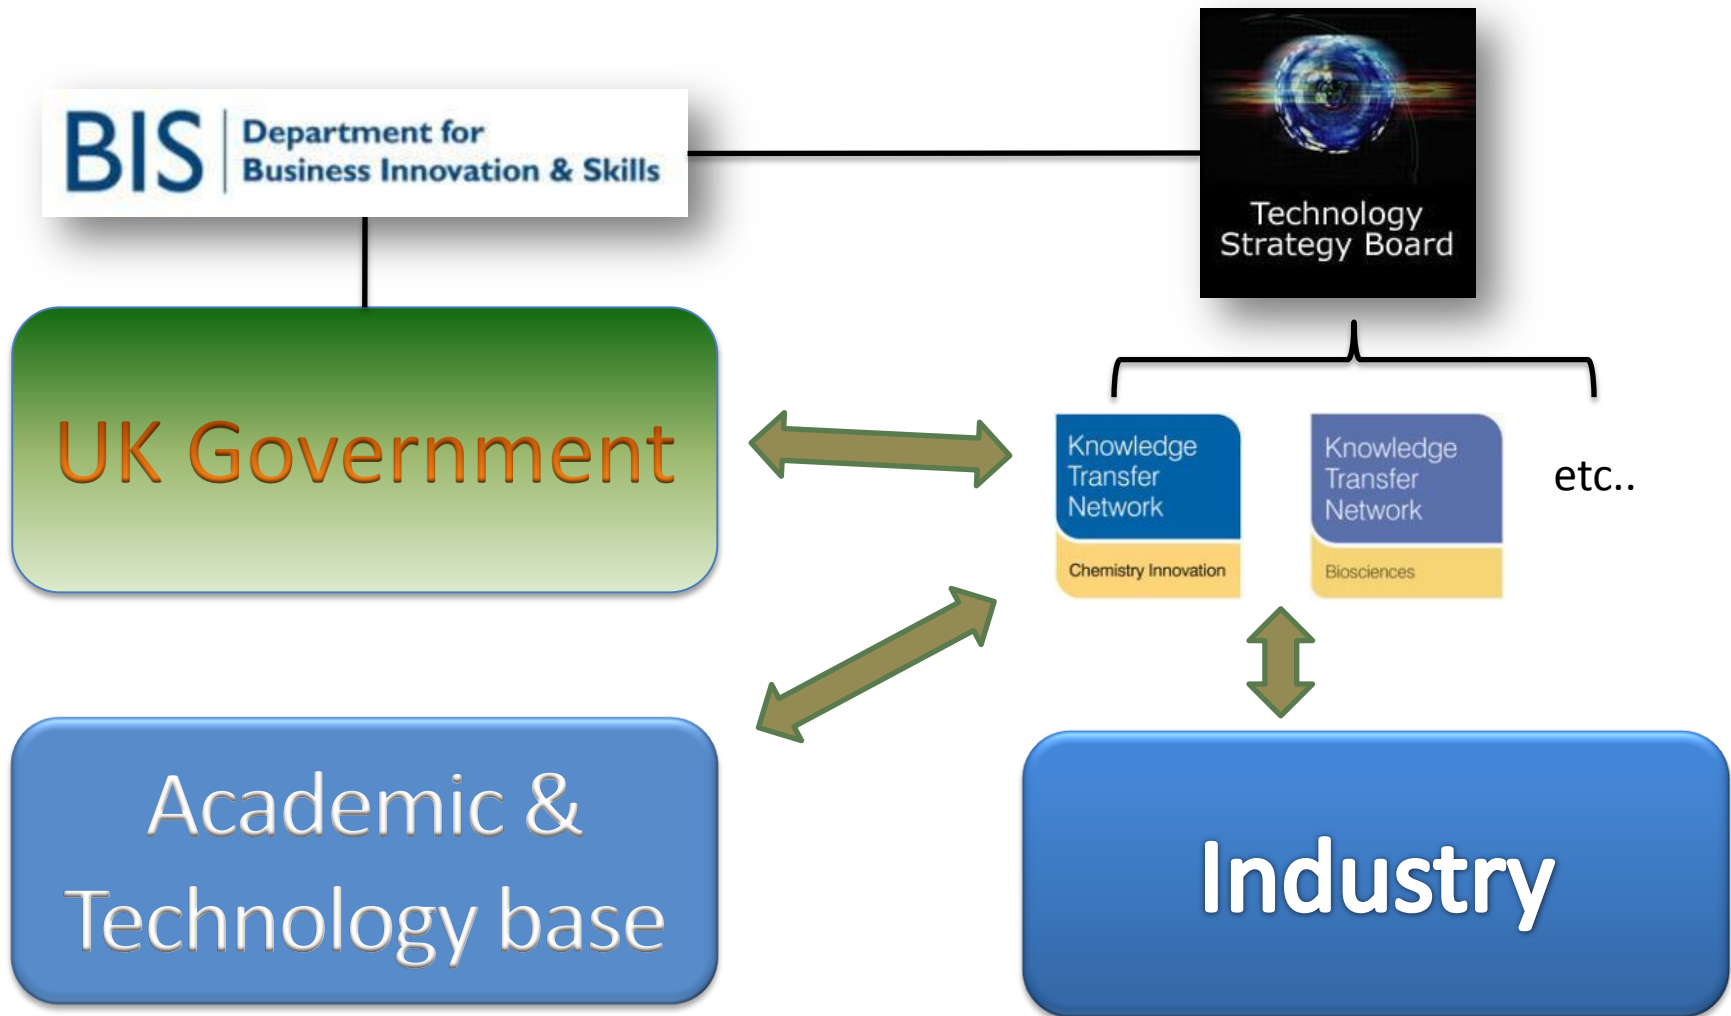 BIS
Department for
Business Innovation & Skills
Technology
Strategy Board
UK Government
Knowledge
Transfer
Network
Chemistry Innovation
Knowledge
Transfer
Network
Biosciences
etc..
Academic &
Technology base
Industry